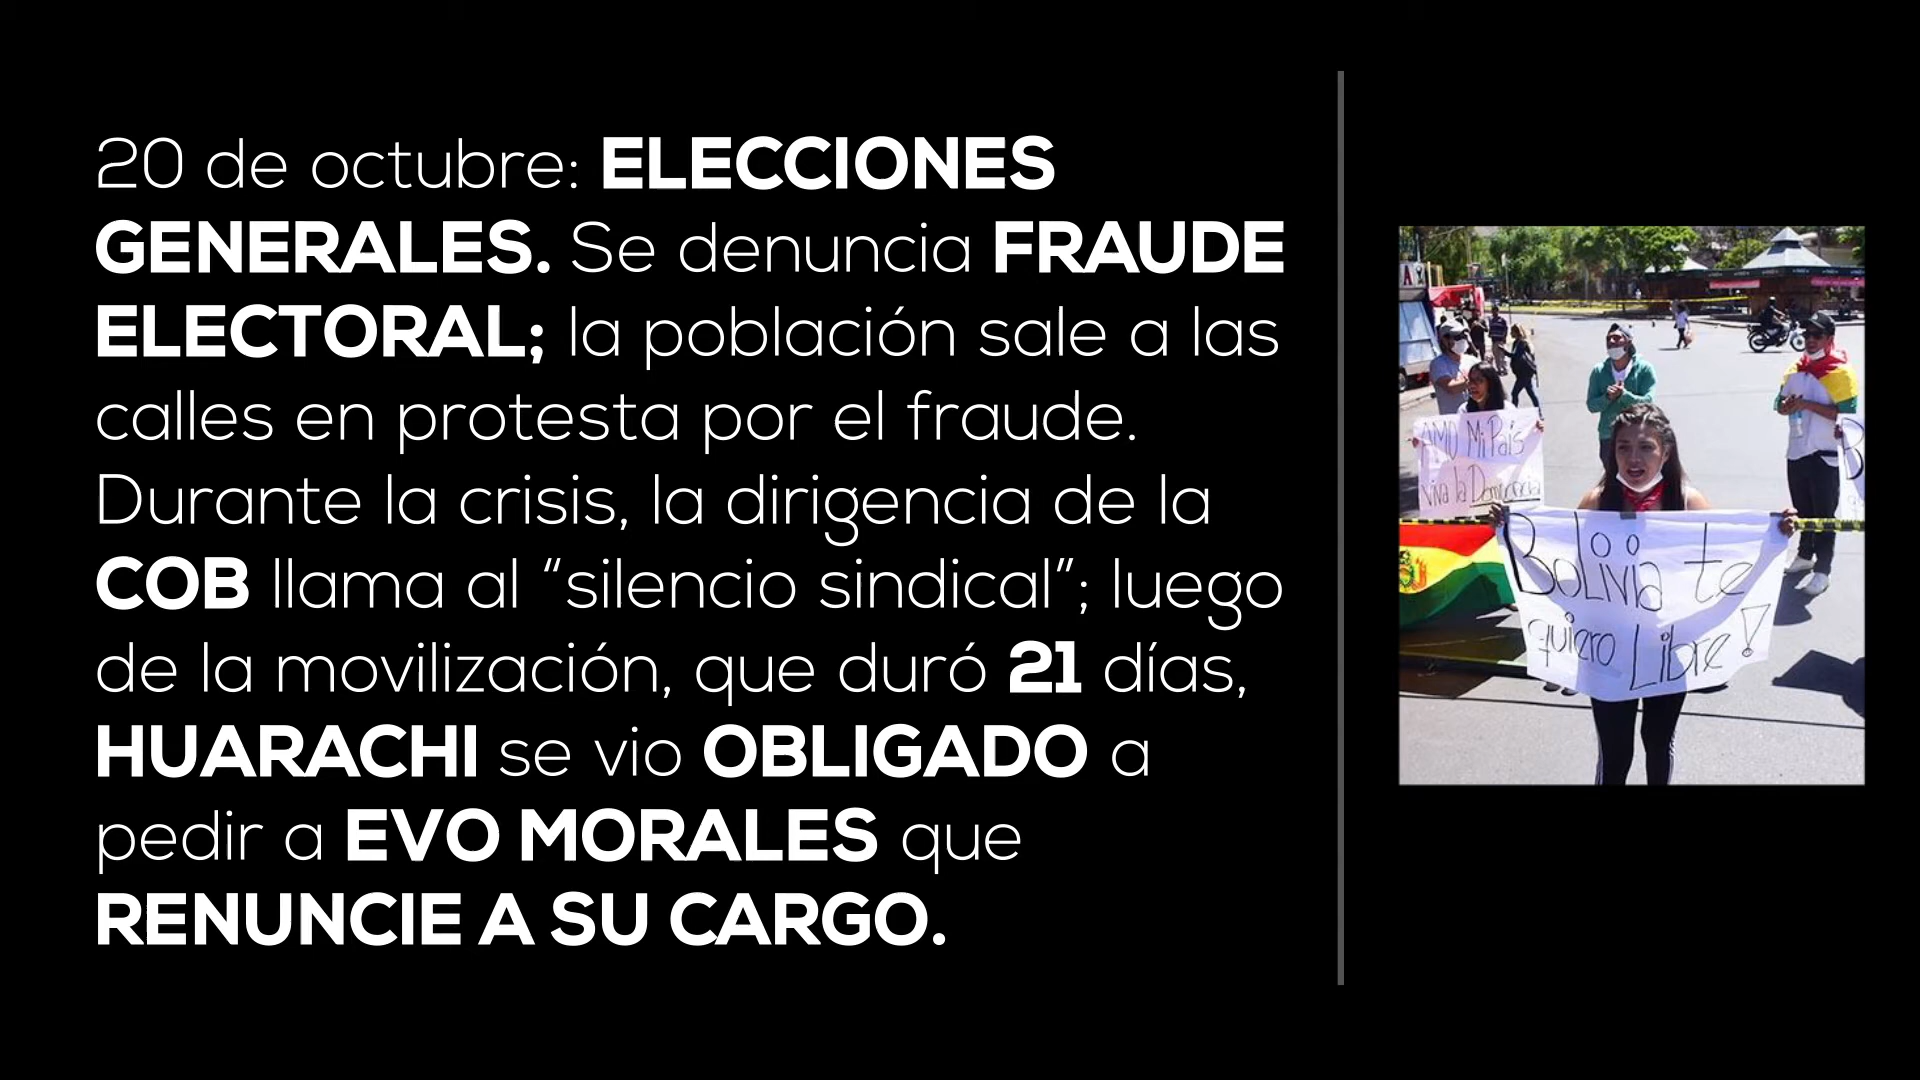 20 de octubre: ELECCIONES
GENERALES. Se denuncia FRAUDE
ELECTORAL; la población sale a las
calles en protesta por el fraude.
Durante la crisis, la dirigencia de la
COB llama al “silencio sindical”; luego
de la movilización, que duró 21 días,
HUARACHI se vio OBLIGADO a
pedir a EVO MORALES que
RENUNCIE A SU CARGO.
AMO Mi País
Viva la Democracia
Bolivia te
quiero Libre!